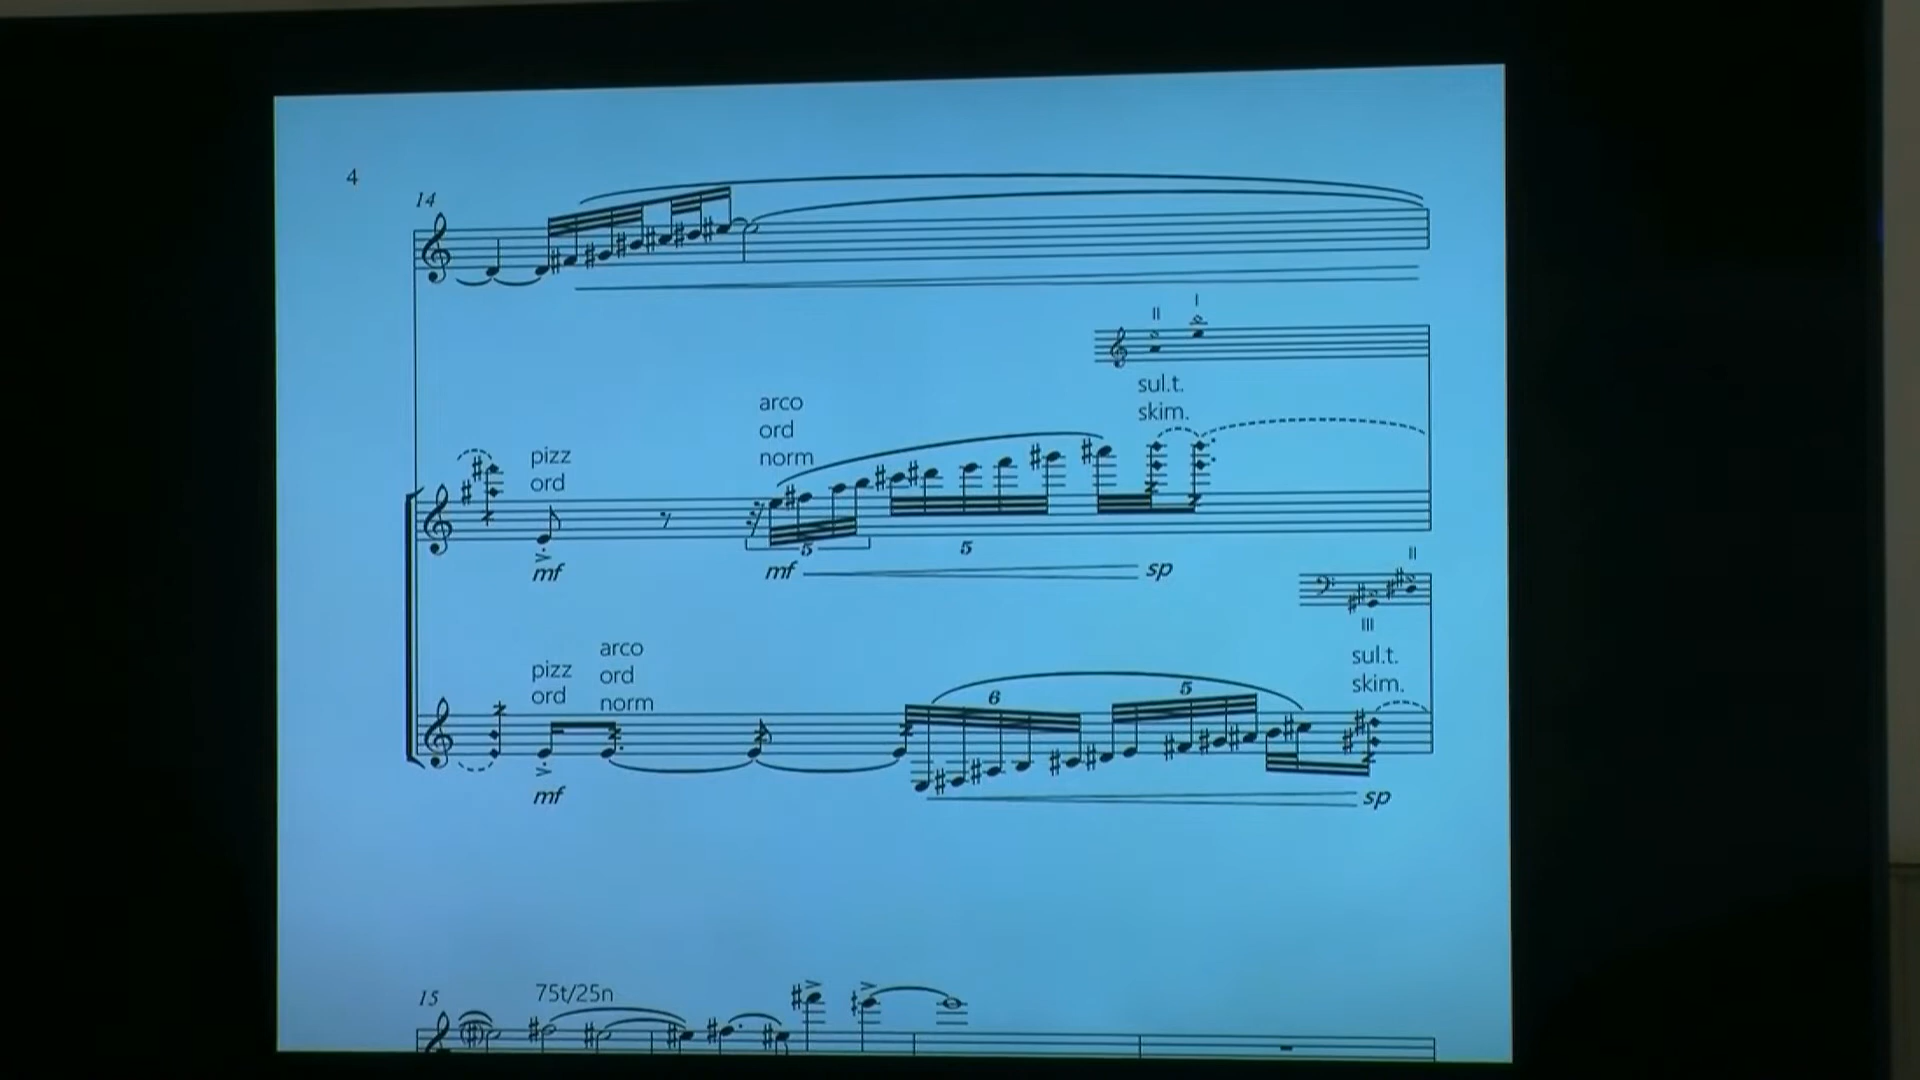 4
14
II
I
sul.t.
skim.
arco
ord
norm
pizz
ord
5
5
mf
mf
sp
II
III
sul.t.
skim.
arco
ord
norm
pizz
ord
6
5
mf
sp
15
75t/25n